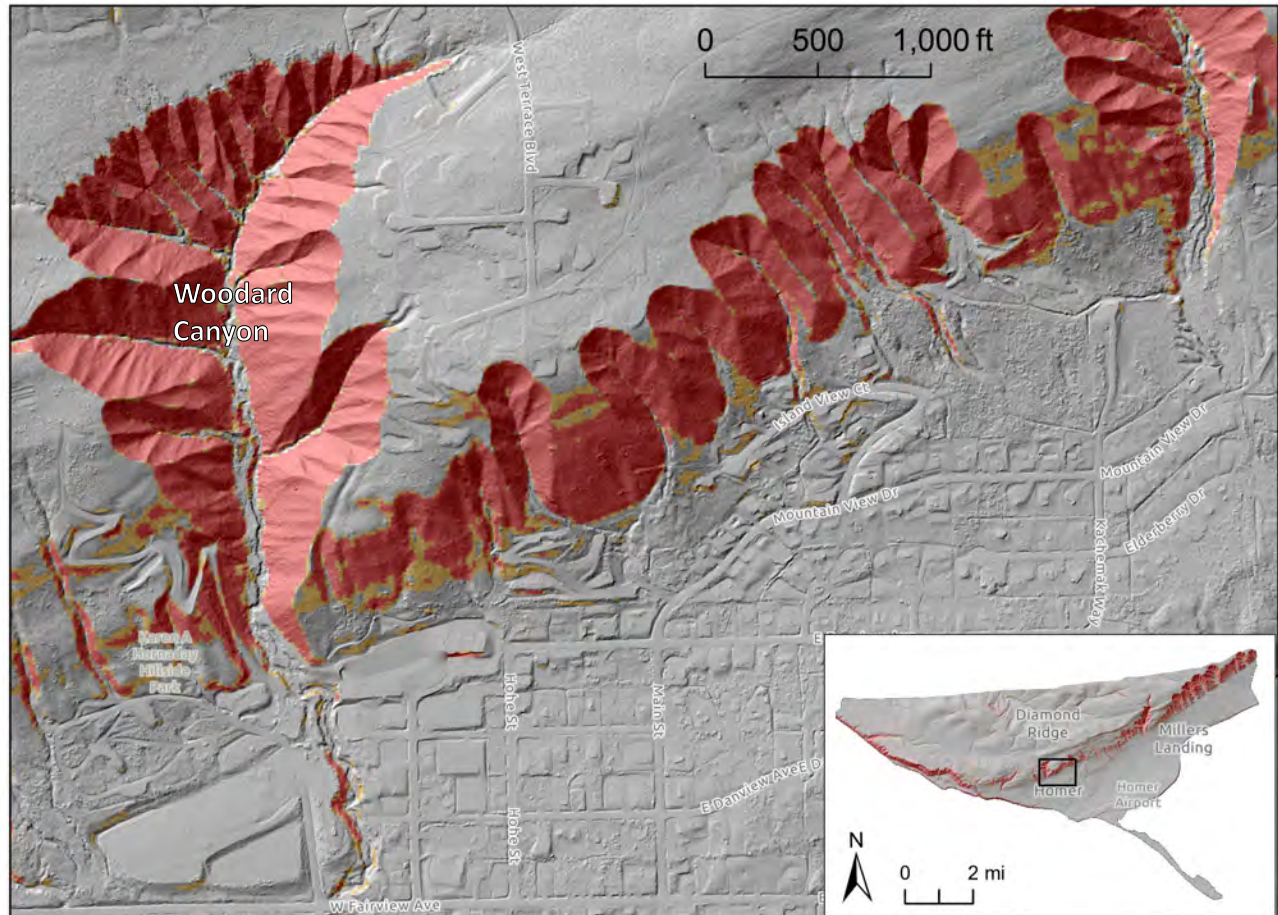 0 500 1,000 ft
West Terrace Blvd
Woodard
Canyon
Island View Ct
Mountain View Dr
Mountain View Dr
Elderberry Dr
Kachemak Way
Karen A
Hornaday
Hillside
Park
Hohe St
Main St
Hohe St
E Danview Ave
E D
W Fairview Ave
Diamond
Ridge
Millers
Landing
Homer
Homer
Airport
N
0 2 mi